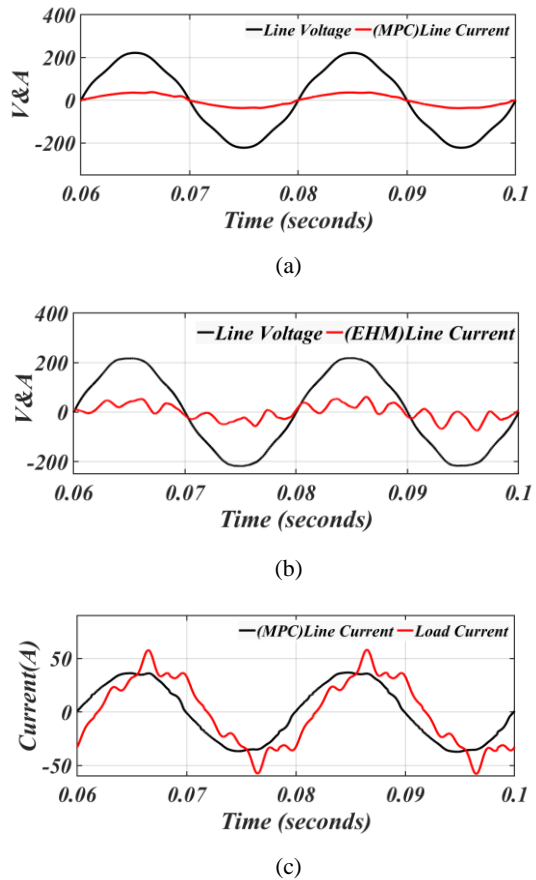 400
200
0
-200
V&A
Line Voltage (MPC)Line Current
0.06 0.07 0.08 0.09 0.1
Time (seconds)
(a)
400
200
0
-200
V&A
Line Voltage (EHM)Line Current
0.06 0.07 0.08 0.09 0.1
Time (seconds)
(b)
50
0
-50
Current(A)
(MPC)Line Current Load Current
0.06 0.07 0.08 0.09 0.1
Time (seconds)
(c)